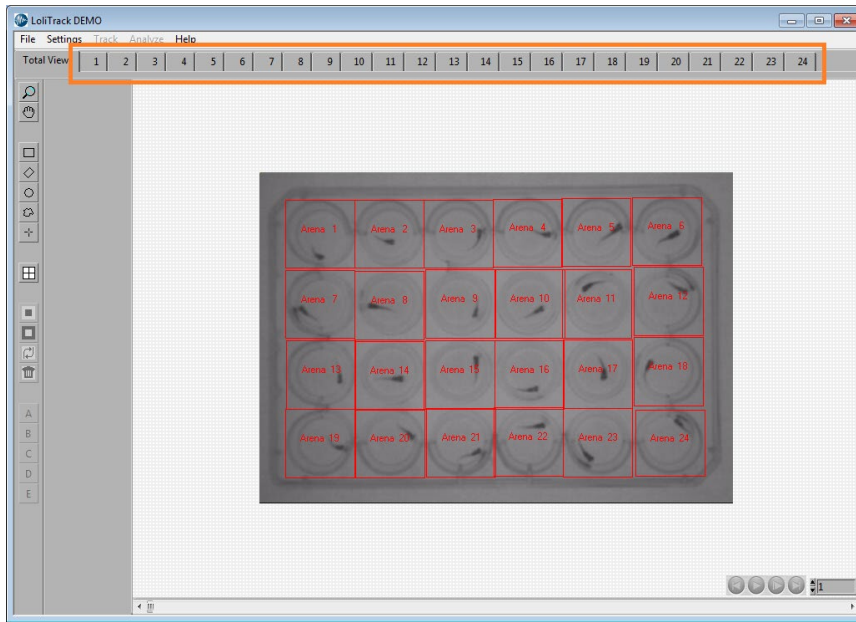 LoliTrack DEMO
File Settings Track Analyze Help
Total View 1 2 3 4 5 6 7 8 9 10 11 12 13 14 15 16 17 18 19 20 21 22 23 24
Arena 1 Arena 2 Arena 3 Arena 4 Arena 5 Arena 6
Arena 7 Arena 8 Arena 9 Arena 10 Arena 11 Arena 12
Arena 13 Arena 14 Arena 15 Arena 16 Arena 17 Arena 18
Arena 19 Arena 20 Arena 21 Arena 22 Arena 23 Arena 24
A
B
C
D
E
1